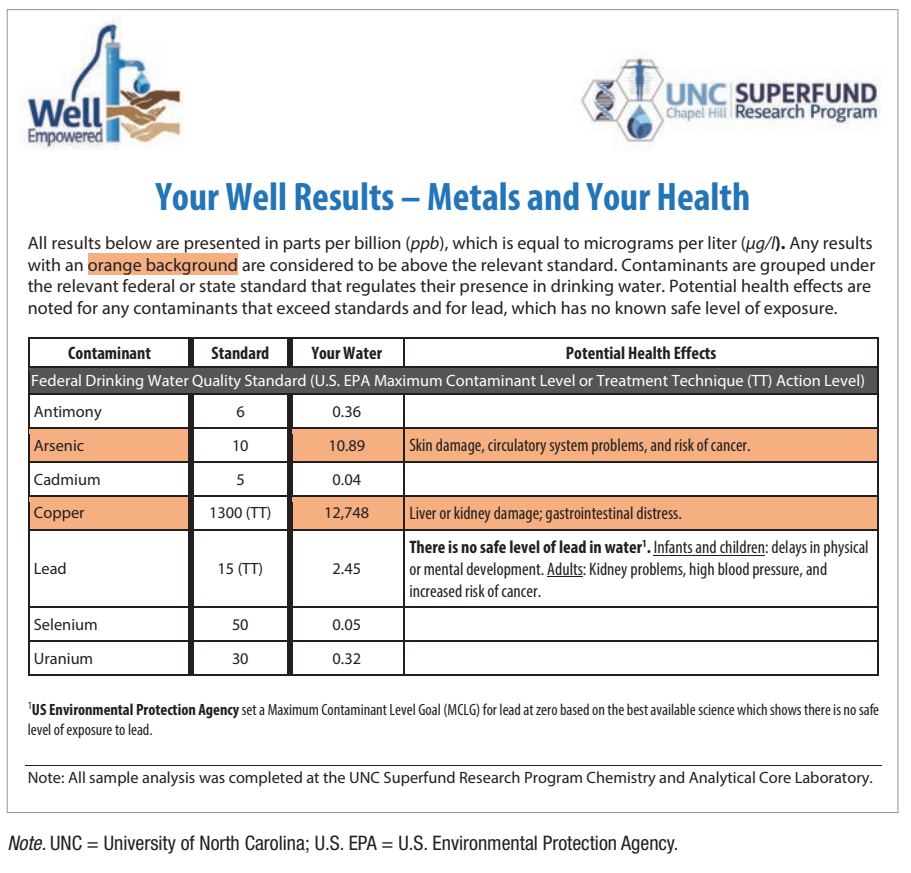 Well
Empowered
UNC SUPERFUND
Chapel Hill Research Program
Your Well Results – Metals and Your Health
All results below are presented in parts per billion (ppb), which is equal to micrograms per liter (µg/l). Any results
with an orange background are considered to be above the relevant standard. Contaminants are grouped under
the relevant federal or state standard that regulates their presence in drinking water. Potential health effects are
noted for any contaminants that exceed standards and for lead, which has no known safe level of exposure.
Contaminant Standard Your Water Potential Health Effects
Federal Drinking Water Quality Standard (U.S. EPA Maximum Contaminant Level or Treatment Technique (TT) Action Level)
Antimony 6 0.36
Arsenic 10 10.89 Skin damage, circulatory system problems, and risk of cancer.
Cadmium 5 0.04
Copper 1300 (TT) 12,748 Liver or kidney damage; gastrointestinal distress.
Lead 15 (TT) 2.45 There is no safe level of lead in water¹. Infants and children: delays in physical
or mental development. Adults: Kidney problems, high blood pressure, and
increased risk of cancer.
Selenium 50 0.05
Uranium 30 0.32
¹US Environmental Protection Agency set a Maximum Contaminant Level Goal (MCLG) for lead at zero based on the best available science which shows there is no safe
level of exposure to lead.
Note: All sample analysis was completed at the UNC Superfund Research Program Chemistry and Analytical Core Laboratory.
Note. UNC = University of North Carolina; U.S. EPA = U.S. Environmental Protection Agency.